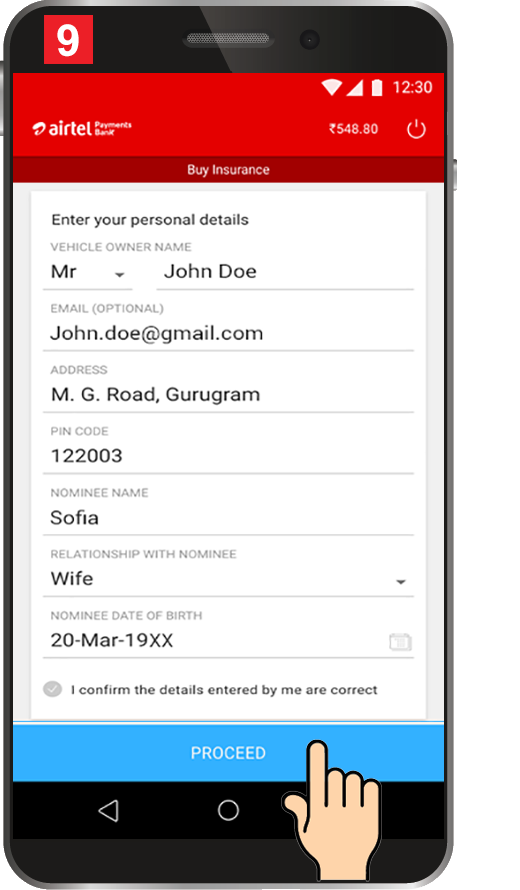 9
12:30
airtel Payments Bank
₹548.80
Buy Insurance
Enter your personal details
VEHICLE OWNER NAME
Mr John Doe
EMAIL (OPTIONAL)
John.doe@gmail.com
ADDRESS
M. G. Road, Gurugram
PIN CODE
122003
NOMINEE NAME
Sofia
RELATIONSHIP WITH NOMINEE
Wife
NOMINEE DATE OF BIRTH
20-Mar-19XX
I confirm the details entered by me are correct
PROCEED